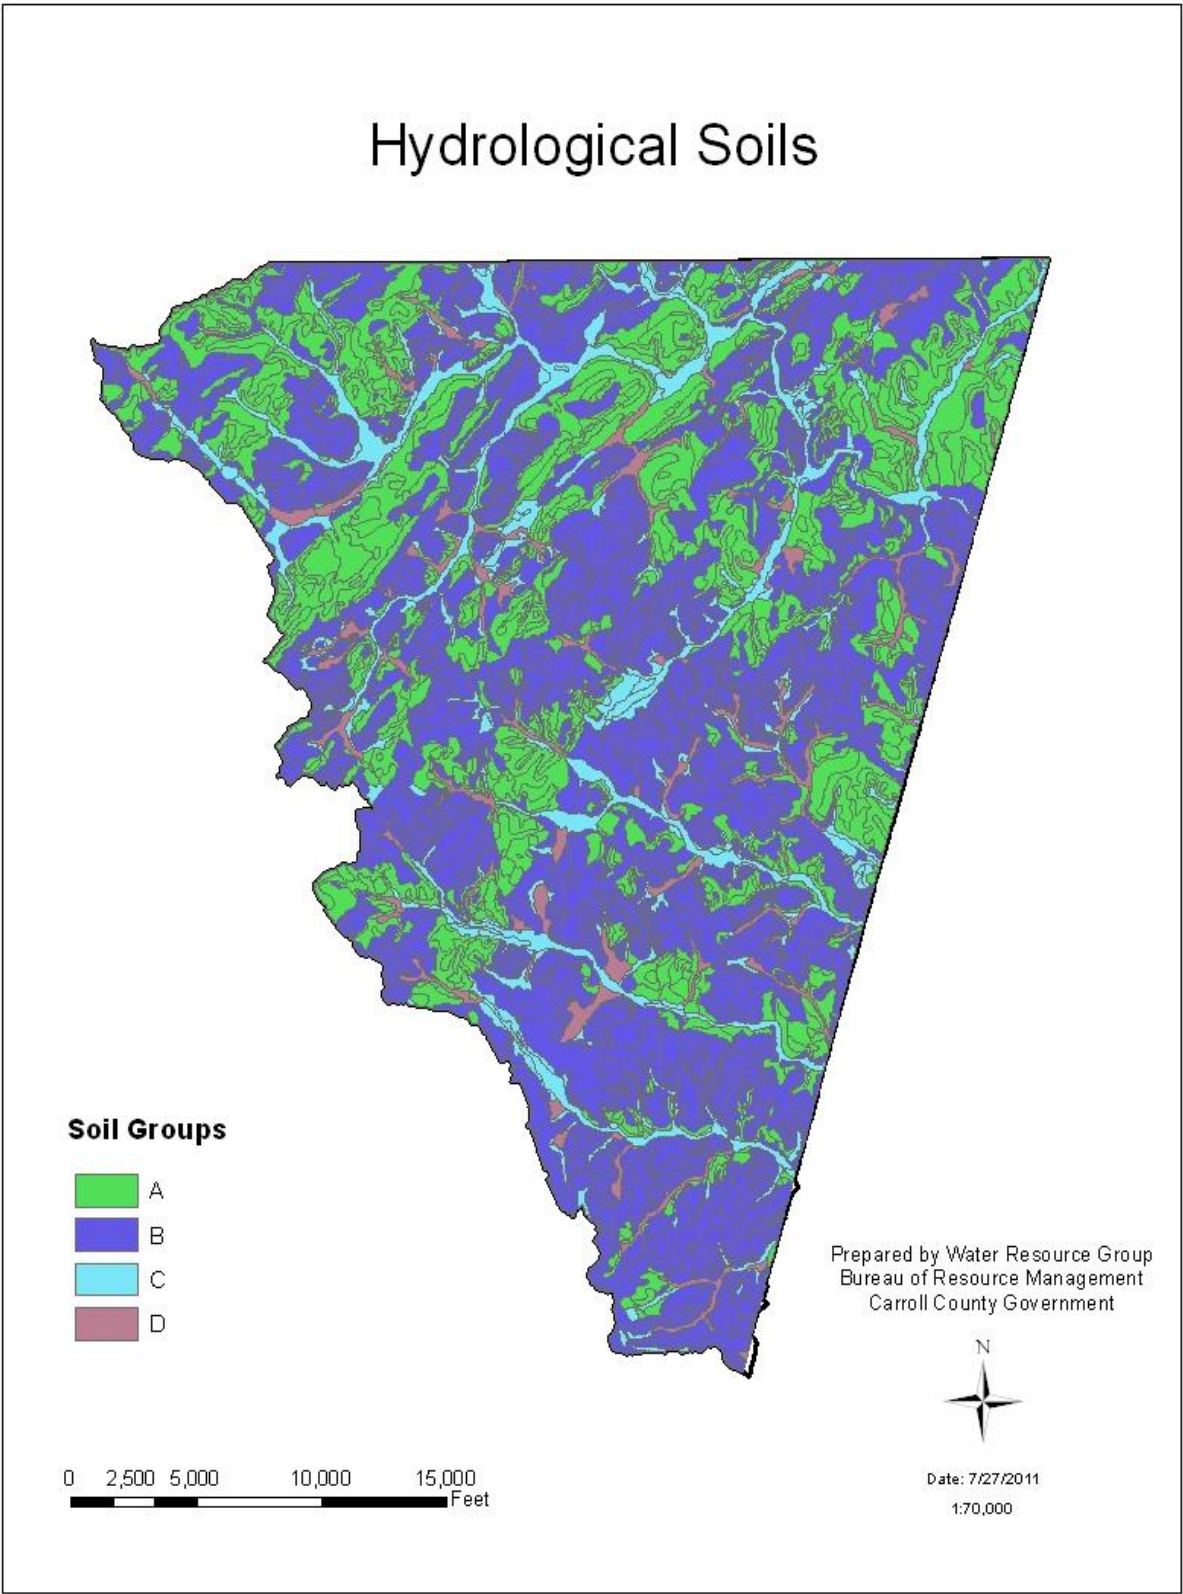 Hydrological Soils
Soil Groups
A
B
C
D
Prepared by Water Resource Group
Bureau of Resource Management
Carroll County Government
N
0 2,500 5,000 10,000 15,000
Feet
Date: 7/27/2011
1:70,000